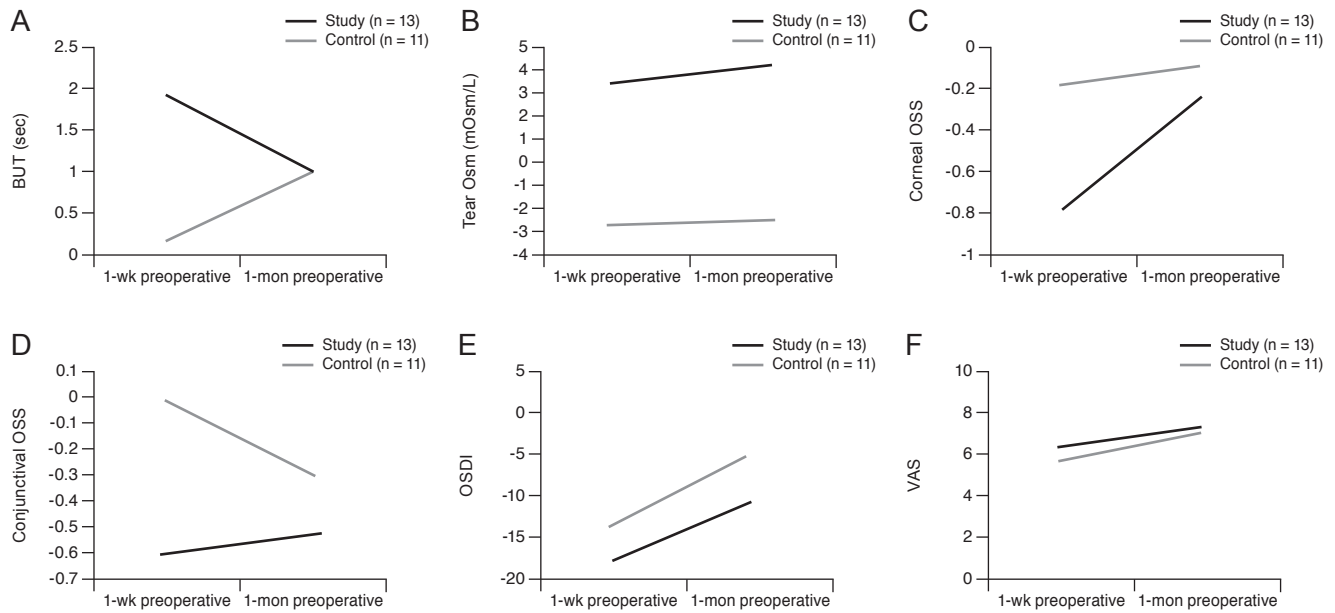 A
Study (n = 13)
Control (n = 11)
BUT (sec)
2.5
2
1.5
1
0.5
0
1-wk preoperative
1-mon preoperative
B
Study (n = 13)
Control (n = 11)
Tear Osm (mOsm/L)
5
4
3
2
1
0
-1
-2
-3
-4
1-wk preoperative
1-mon preoperative
C
Study (n = 13)
Control (n = 11)
Corneal OSS
0
-0.2
-0.4
-0.6
-0.8
-1
1-wk preoperative
1-mon preoperative
D
Study (n = 13)
Control (n = 11)
Conjunctival OSS
0.1
-0
-0.1
-0.2
-0.3
-0.4
-0.5
-0.6
-0.7
1-wk preoperative
1-mon preoperative
E
Study (n = 13)
Control (n = 11)
OSDI
5
0
-5
-10
-15
-20
1-wk preoperative
1-mon preoperative
F
Study (n = 13)
Control (n = 11)
VAS
10
8
6
4
2
0
1-wk preoperative
1-mon preoperative